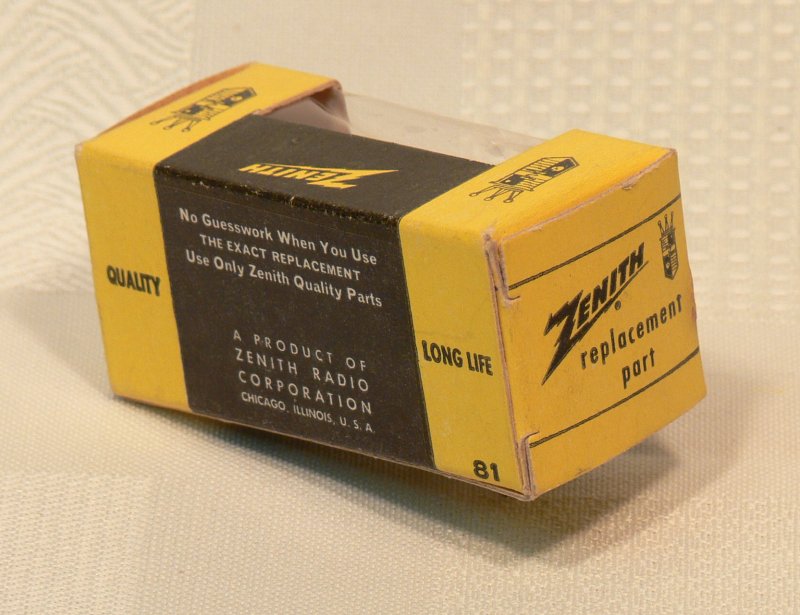 ZENITH
No Guesswork When You Use
THE EXACT REPLACEMENT
Use Only Zenith Quality Parts
A PRODUCT OF
ZENITH RADIO
CORPORATION
CHICAGO, ILLINOIS, U. S. A.
QUALITY
LONG LIFE
81
ZENITH®
replacement
part